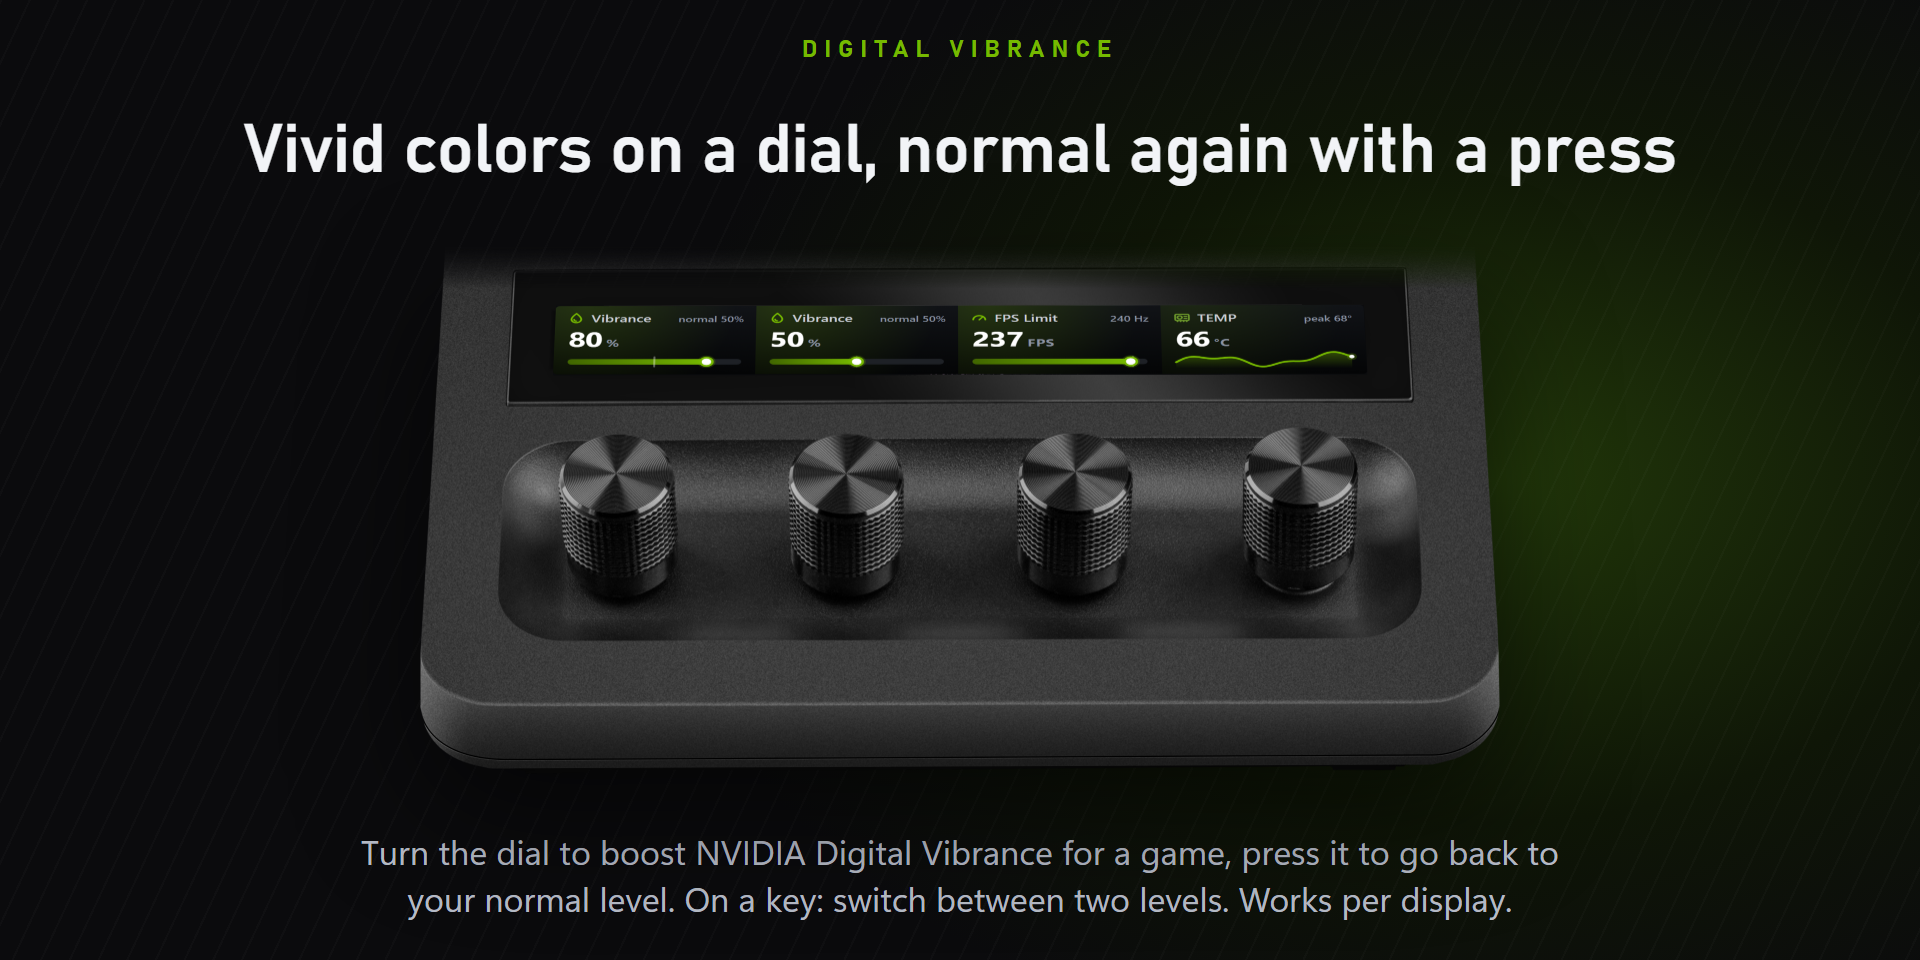 DIGITAL VIBRANCE
Vivid colors on a dial, normal again with a press
Vibrance normal 50%
80 %
Vibrance normal 50%
50 %
FPS Limit 240 Hz
237 FPS
TEMP peak 68°
66 °C
Turn the dial to boost NVIDIA Digital Vibrance for a game, press it to go back to
your normal level. On a key: switch between two levels. Works per display.